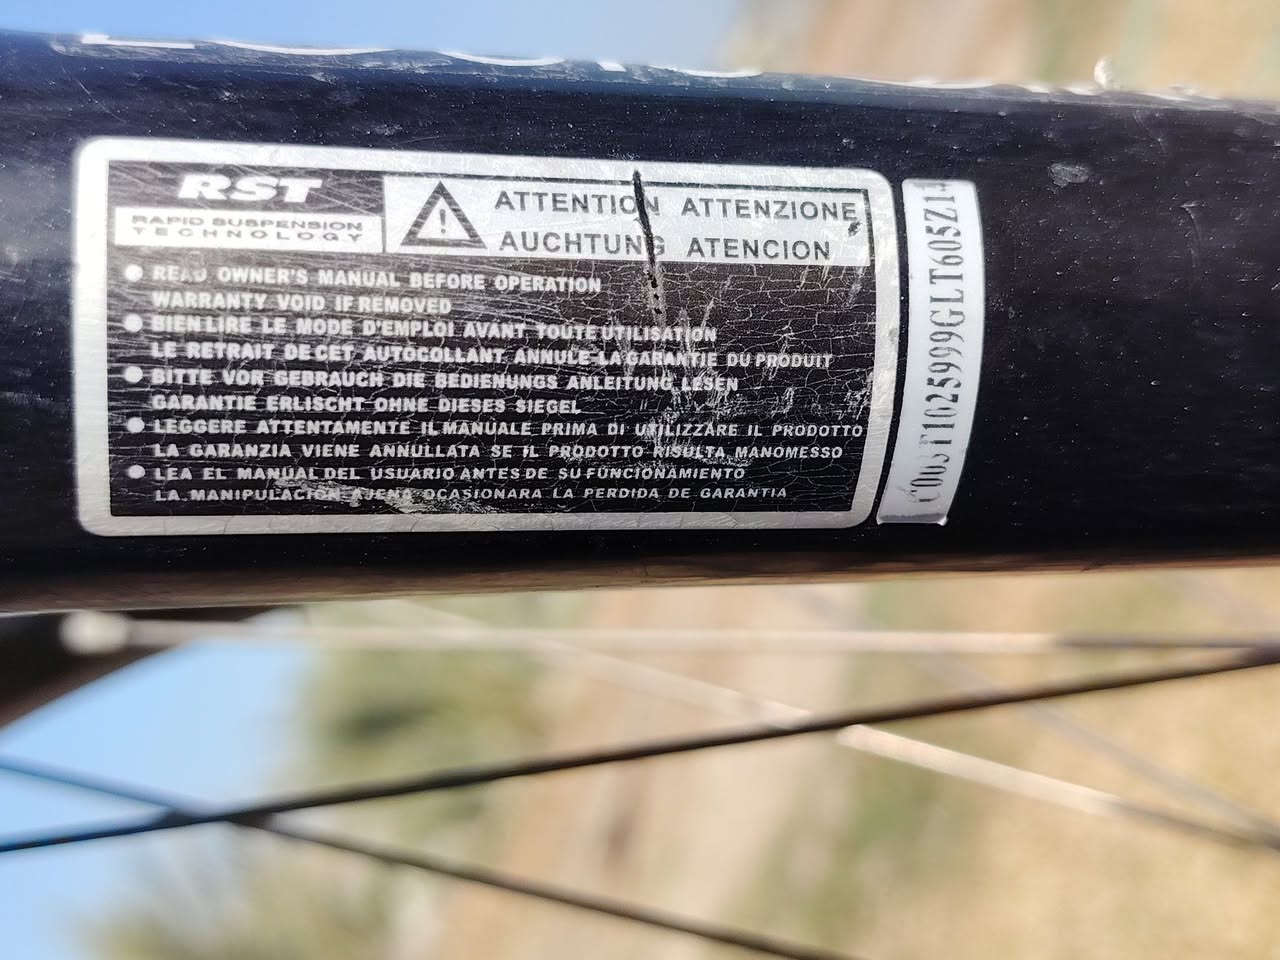 RST
RAPID SUSPENSION
TECHNOLOGY
ATTENTION ATTENZIONE
AUCHTUNG ATENCION
READ OWNER'S MANUAL BEFORE OPERATION
WARRANTY VOID IF REMOVED
BIEN LIRE LE MODE D'EMPLOI AVANT TOUTE UTILISATION
LE RETRAIT DE CET AUTOCOLLANT ANNULE LA GARANTIE DU PRODUIT
BITTE VOR GEBRAUCH DIE BEDIENUNGS ANLEITUNG LESEN
GARANTIE ERLISCHT OHNE DIESES SIEGEL
LEGGERE ATTENTAMENTE IL MANUALE PRIMA DI UTILIZZARE IL PRODOTTO
LA GARANZIA VIENE ANNULLATA SE IL PRODOTTO RISULTA MANOMESSO
LEA EL MANUAL DEL USUARIO ANTES DE SU FUNCIONAMIENTO
LA MANIPULACION AJENA OCASIONARA LA PERDIDA DE GARANTIA